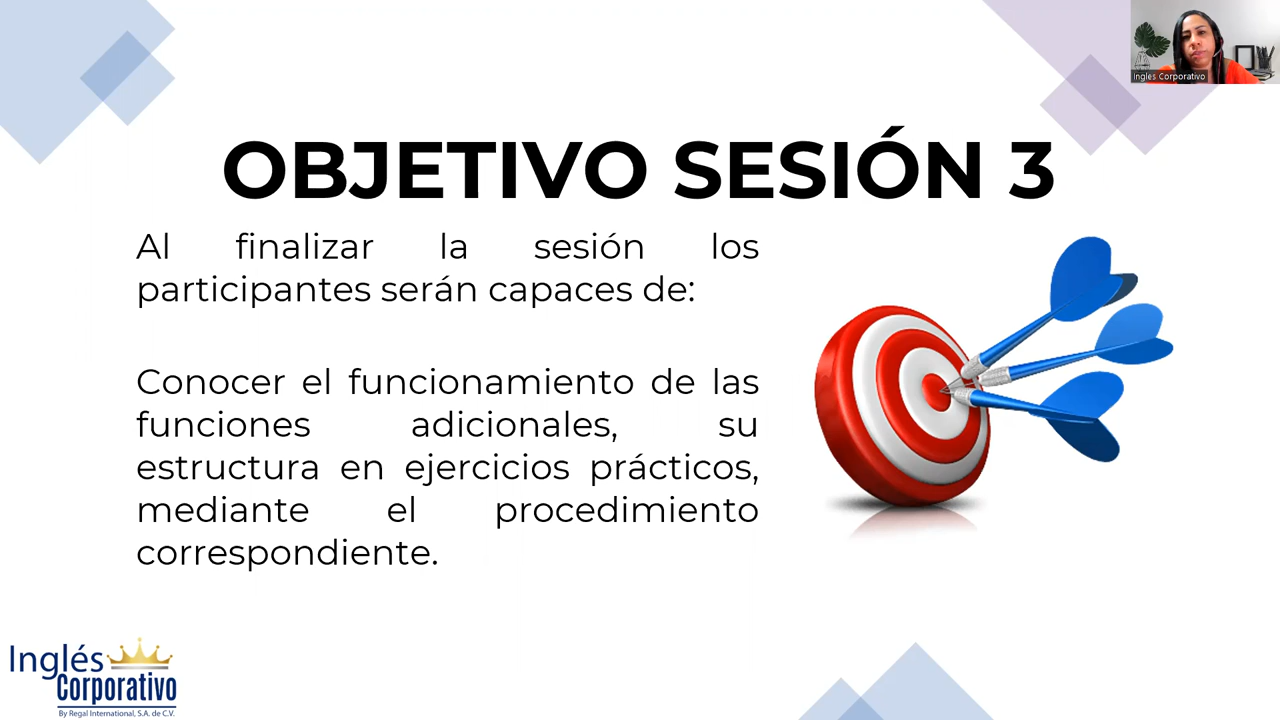 Inglés Corporativo
OBJETIVO SESIÓN 3
Al finalizar la sesión los
participantes serán capaces de:
Conocer el funcionamiento de las
funciones adicionales, su
estructura en ejercicios prácticos,
mediante el procedimiento
correspondiente.
Inglés
Corporativo
By Regal International, S.A. de C.V.